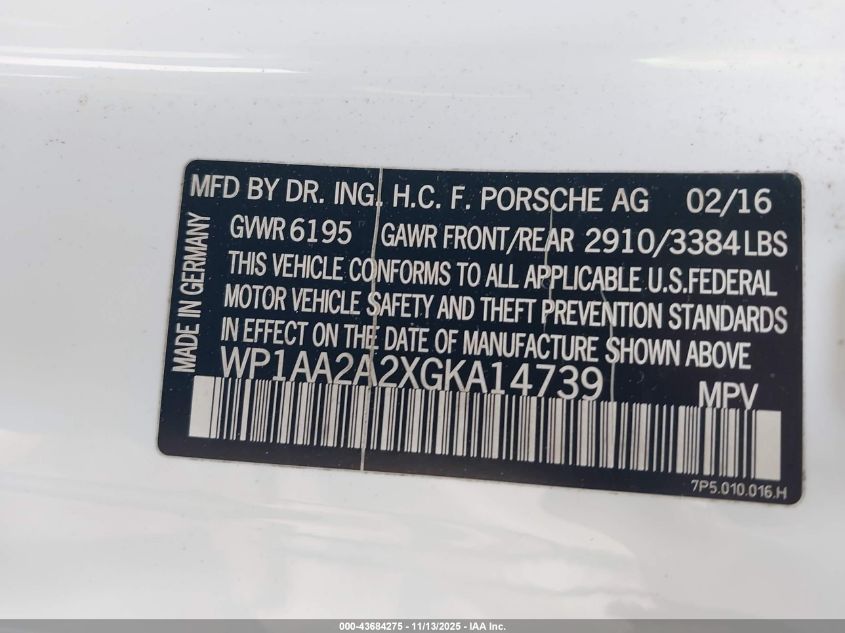 MFD BY DR. ING. H.C. F. PORSCHE AG 02/16
GVWR 6195 GAWR FRONT/REAR 2910/3384 LBS
THIS VEHICLE CONFORMS TO ALL APPLICABLE U.S.FEDERAL
MOTOR VEHICLE SAFETY AND THEFT PREVENTION STANDARDS
IN EFFECT ON THE DATE OF MANUFACTURE SHOWN ABOVE
WP1AA2A2XGKA14739 MPV
MADE IN GERMANY
7P5.010.016.H
000-43684275 - 11/13/2025 - IAA Inc.